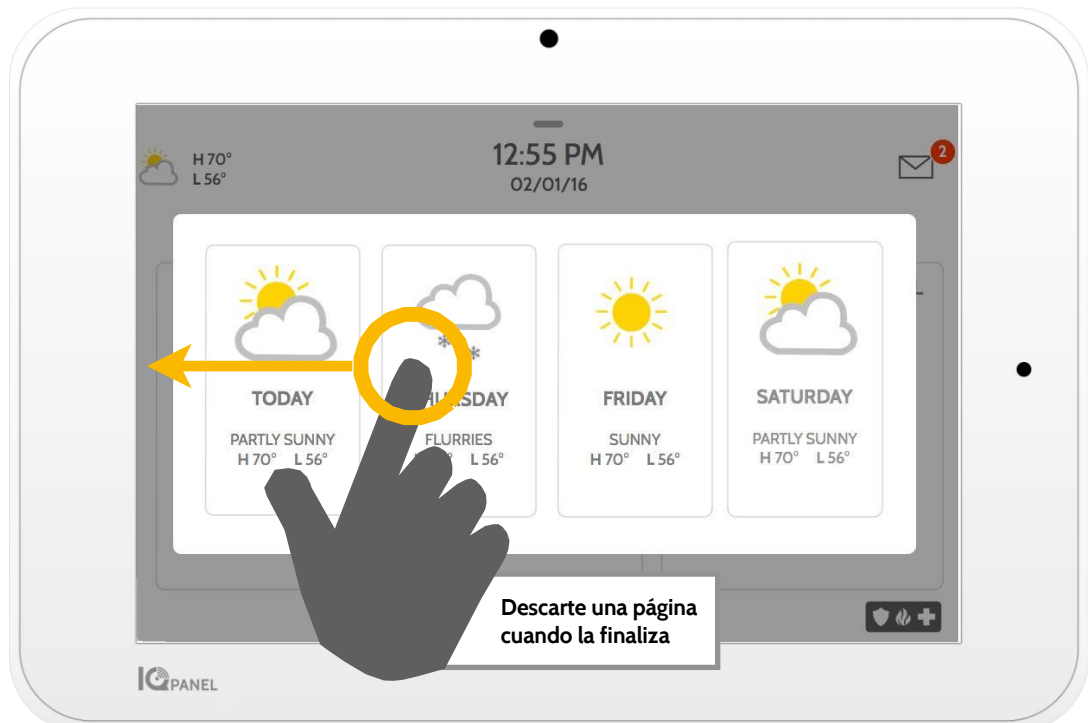 H 70°
L 56°
12:55 PM
02/01/16
2
TODAY
PARTLY SUNNY
H 70° L 56°
FLURRIES
L 56°
FRIDAY
SUNNY
H 70° L 56°
SATURDAY
PARTLY SUNNY
H 70° L 56°
Descarte una página
cuando la finaliza
IQ PANEL